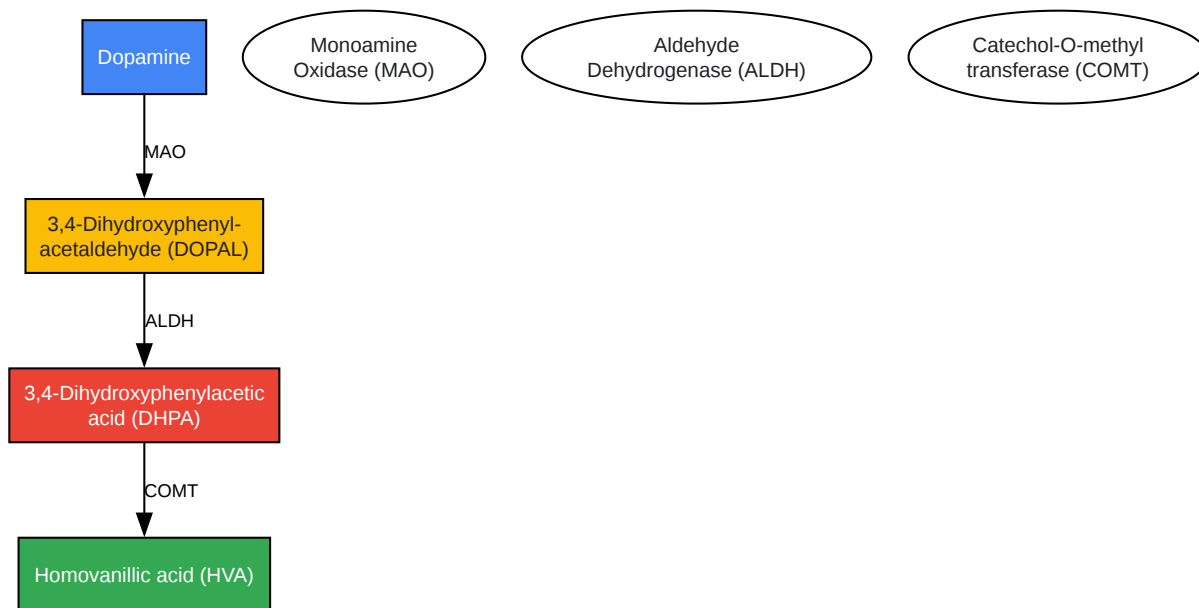 Dopamine
Monoamine
Oxidase (MAO)
Aldehyde
Dehydrogenase (ALDH)
Catechol-O-methyl
transferase (COMT)
MAO
3,4-Dihydroxyphenyl-
acetaldehyde (DOPAL)
ALDH
3,4-Dihydroxyphenylacetic
acid (DHPA)
COMT
Homovanillic acid (HVA)